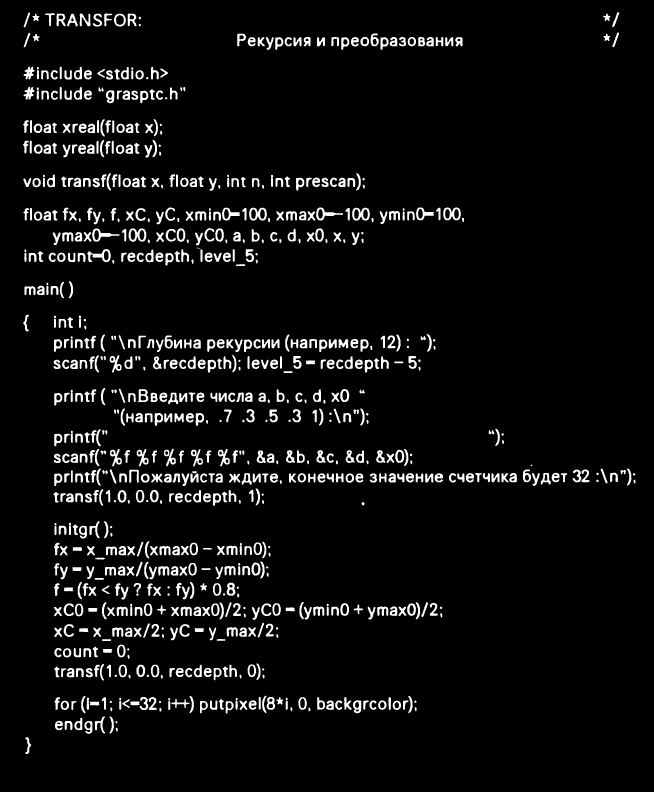 /* TRANSFOR: */
/* Рекурсия и преобразования */
#include <stdio.h>
#include "grasptc.h"
float xreal(float x);
float yreal(float y);
void transf(float x, float y, int n, int prescan);
float fx, fy, f, xC, yC, xmin0=100, xmax0=-100, ymin0=100,
ymax0=-100, xC0, yC0, a, b, c, d, x0, x, y;
int count=0, recdepth, level_5;
main( )
{ int i;
printf ( "\nГлубина рекурсии (например, 12) : “);
scanf("%d", &recdepth); level_5 = recdepth – 5;
printf ( "\nВведите числа a, b, c, d, x0 “
"(например, .7 .3 .5 .3 1) :\n");
printf(" “);
scanf("%f %f %f %f %f", &a, &b, &c, &d, &x0);
printf("\nПожалуйста ждите, конечное значение счетчика будет 32 :\n");
transf(1.0, 0.0, recdepth, 1);
initgr( );
fx = x_max/(xmax0 – xmin0);
fy = y_max/(ymax0 – ymin0);
f = (fx < fy ? fx : fy) * 0.8;
xC0 = (xmin0 + xmax0)/2; yC0 = (ymin0 + ymax0)/2;
xC = x_max/2; yC = y_max/2;
count = 0;
transf(1.0, 0.0, recdepth, 0);
for (i=1; i<=32; i++) putpixel(8*i, 0, backgrcolor);
endgr( );
}